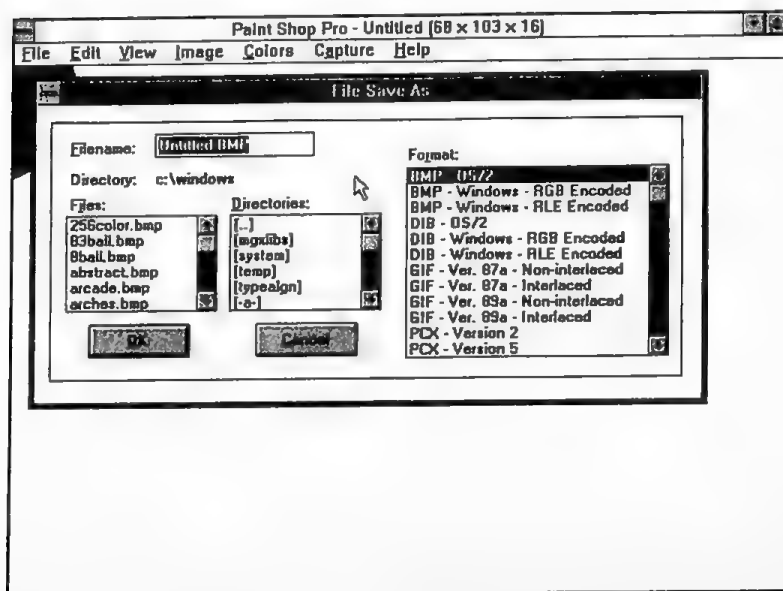 Paint Shop Pro - Untitled (68 x 103 x 16)
File Edit View Image Colors Capture Help
File Save As
Filename: Untitled.BMP
Directory: c:\windows
Files:
256color.bmp
83ball.bmp
8ball.bmp
abstract.bmp
arcade.bmp
arches.bmp
Directories:
[..]
[mgxlibs]
[system]
[temp]
[typealgn]
[-a-]
OK
Cancel
Format:
BMP - OS/2
BMP - Windows - RGB Encoded
BMP - Windows - RLE Encoded
DIB - OS/2
DIB - Windows - RGB Encoded
DIB - Windows - RLE Encoded
GIF - Ver. 87a - Non-interlaced
GIF - Ver. 87a - Interlaced
GIF - Ver. 89a - Non-interlaced
GIF - Ver. 89a - Interlaced
PCX - Version 2
PCX - Version 5